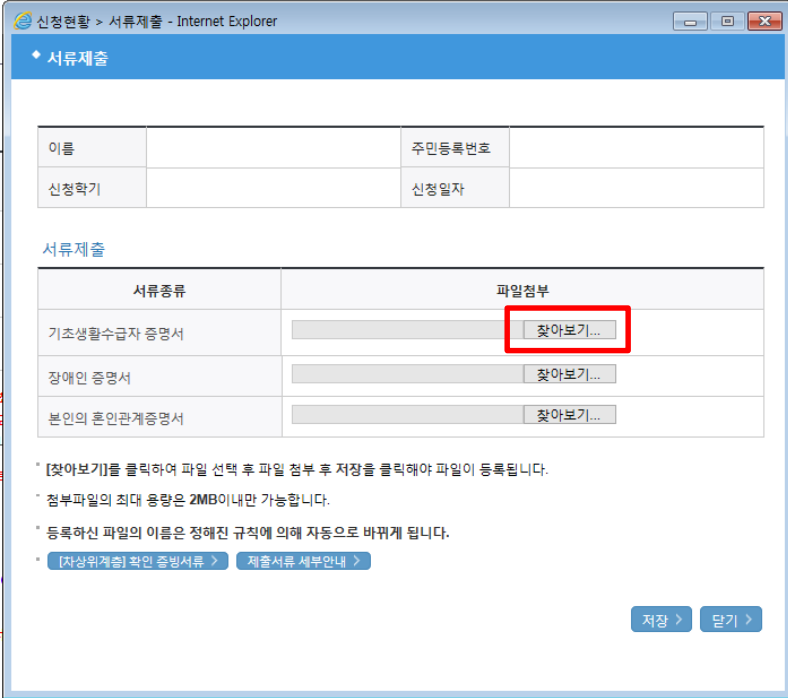 신청현황 > 서류제출 - Internet Explorer
서류제출
이름
주민등록번호
신청학기
신청일자
서류제출
서류종류
파일첨부
기초생활수급자 증명서
찾아보기...
장애인 증명서
찾아보기...
본인의 혼인관계증명서
찾아보기...
[찾아보기]를 클릭하여 파일 선택 후 파일 첨부 후 저장을 클릭해야 파일이 등록됩니다.
첨부파일의 최대 용량은 2MB이내만 가능합니다.
등록하신 파일의 이름은 정해진 규칙에 의해 자동으로 바뀌게 됩니다.
[차상위계층] 확인 증빙서류 >
제출서류 세부안내 >
저장 >
닫기 >